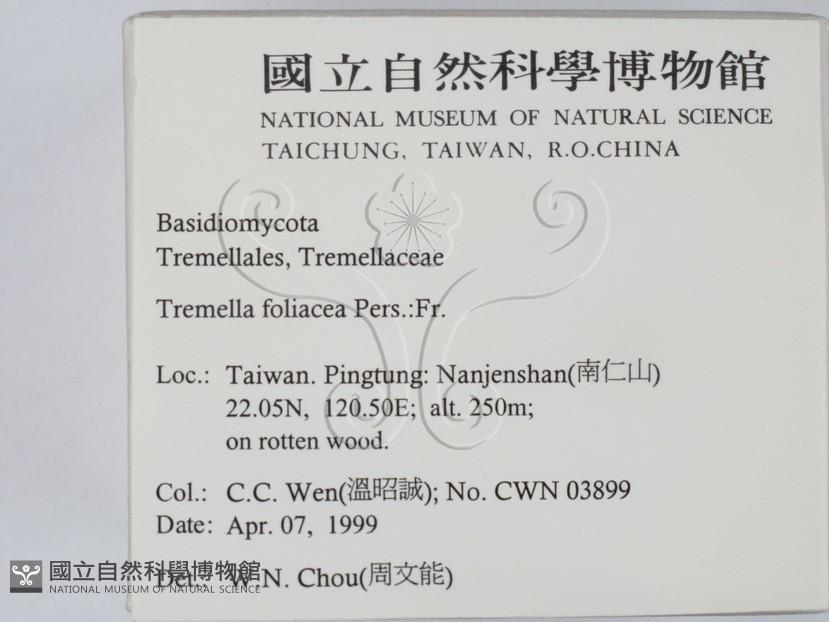 國立自然科學博物館
NATIONAL MUSEUM OF NATURAL SCIENCE
TAICHUNG, TAIWAN, R.O.CHINA
Basidiomycota
Tremellales, Tremellaceae
Tremella foliacea Pers.:Fr.
Loc.: Taiwan. Pingtung: Nanjenshan(南仁山)
22.05N, 120.50E; alt. 250m;
on rotten wood.
Col.: C.C. Wen(溫昭誠); No. CWN 03899
Date: Apr. 07, 1999
Det.: W.N. Chou(周文能)
國立自然科學博物館
NATIONAL MUSEUM OF NATURAL SCIENCE